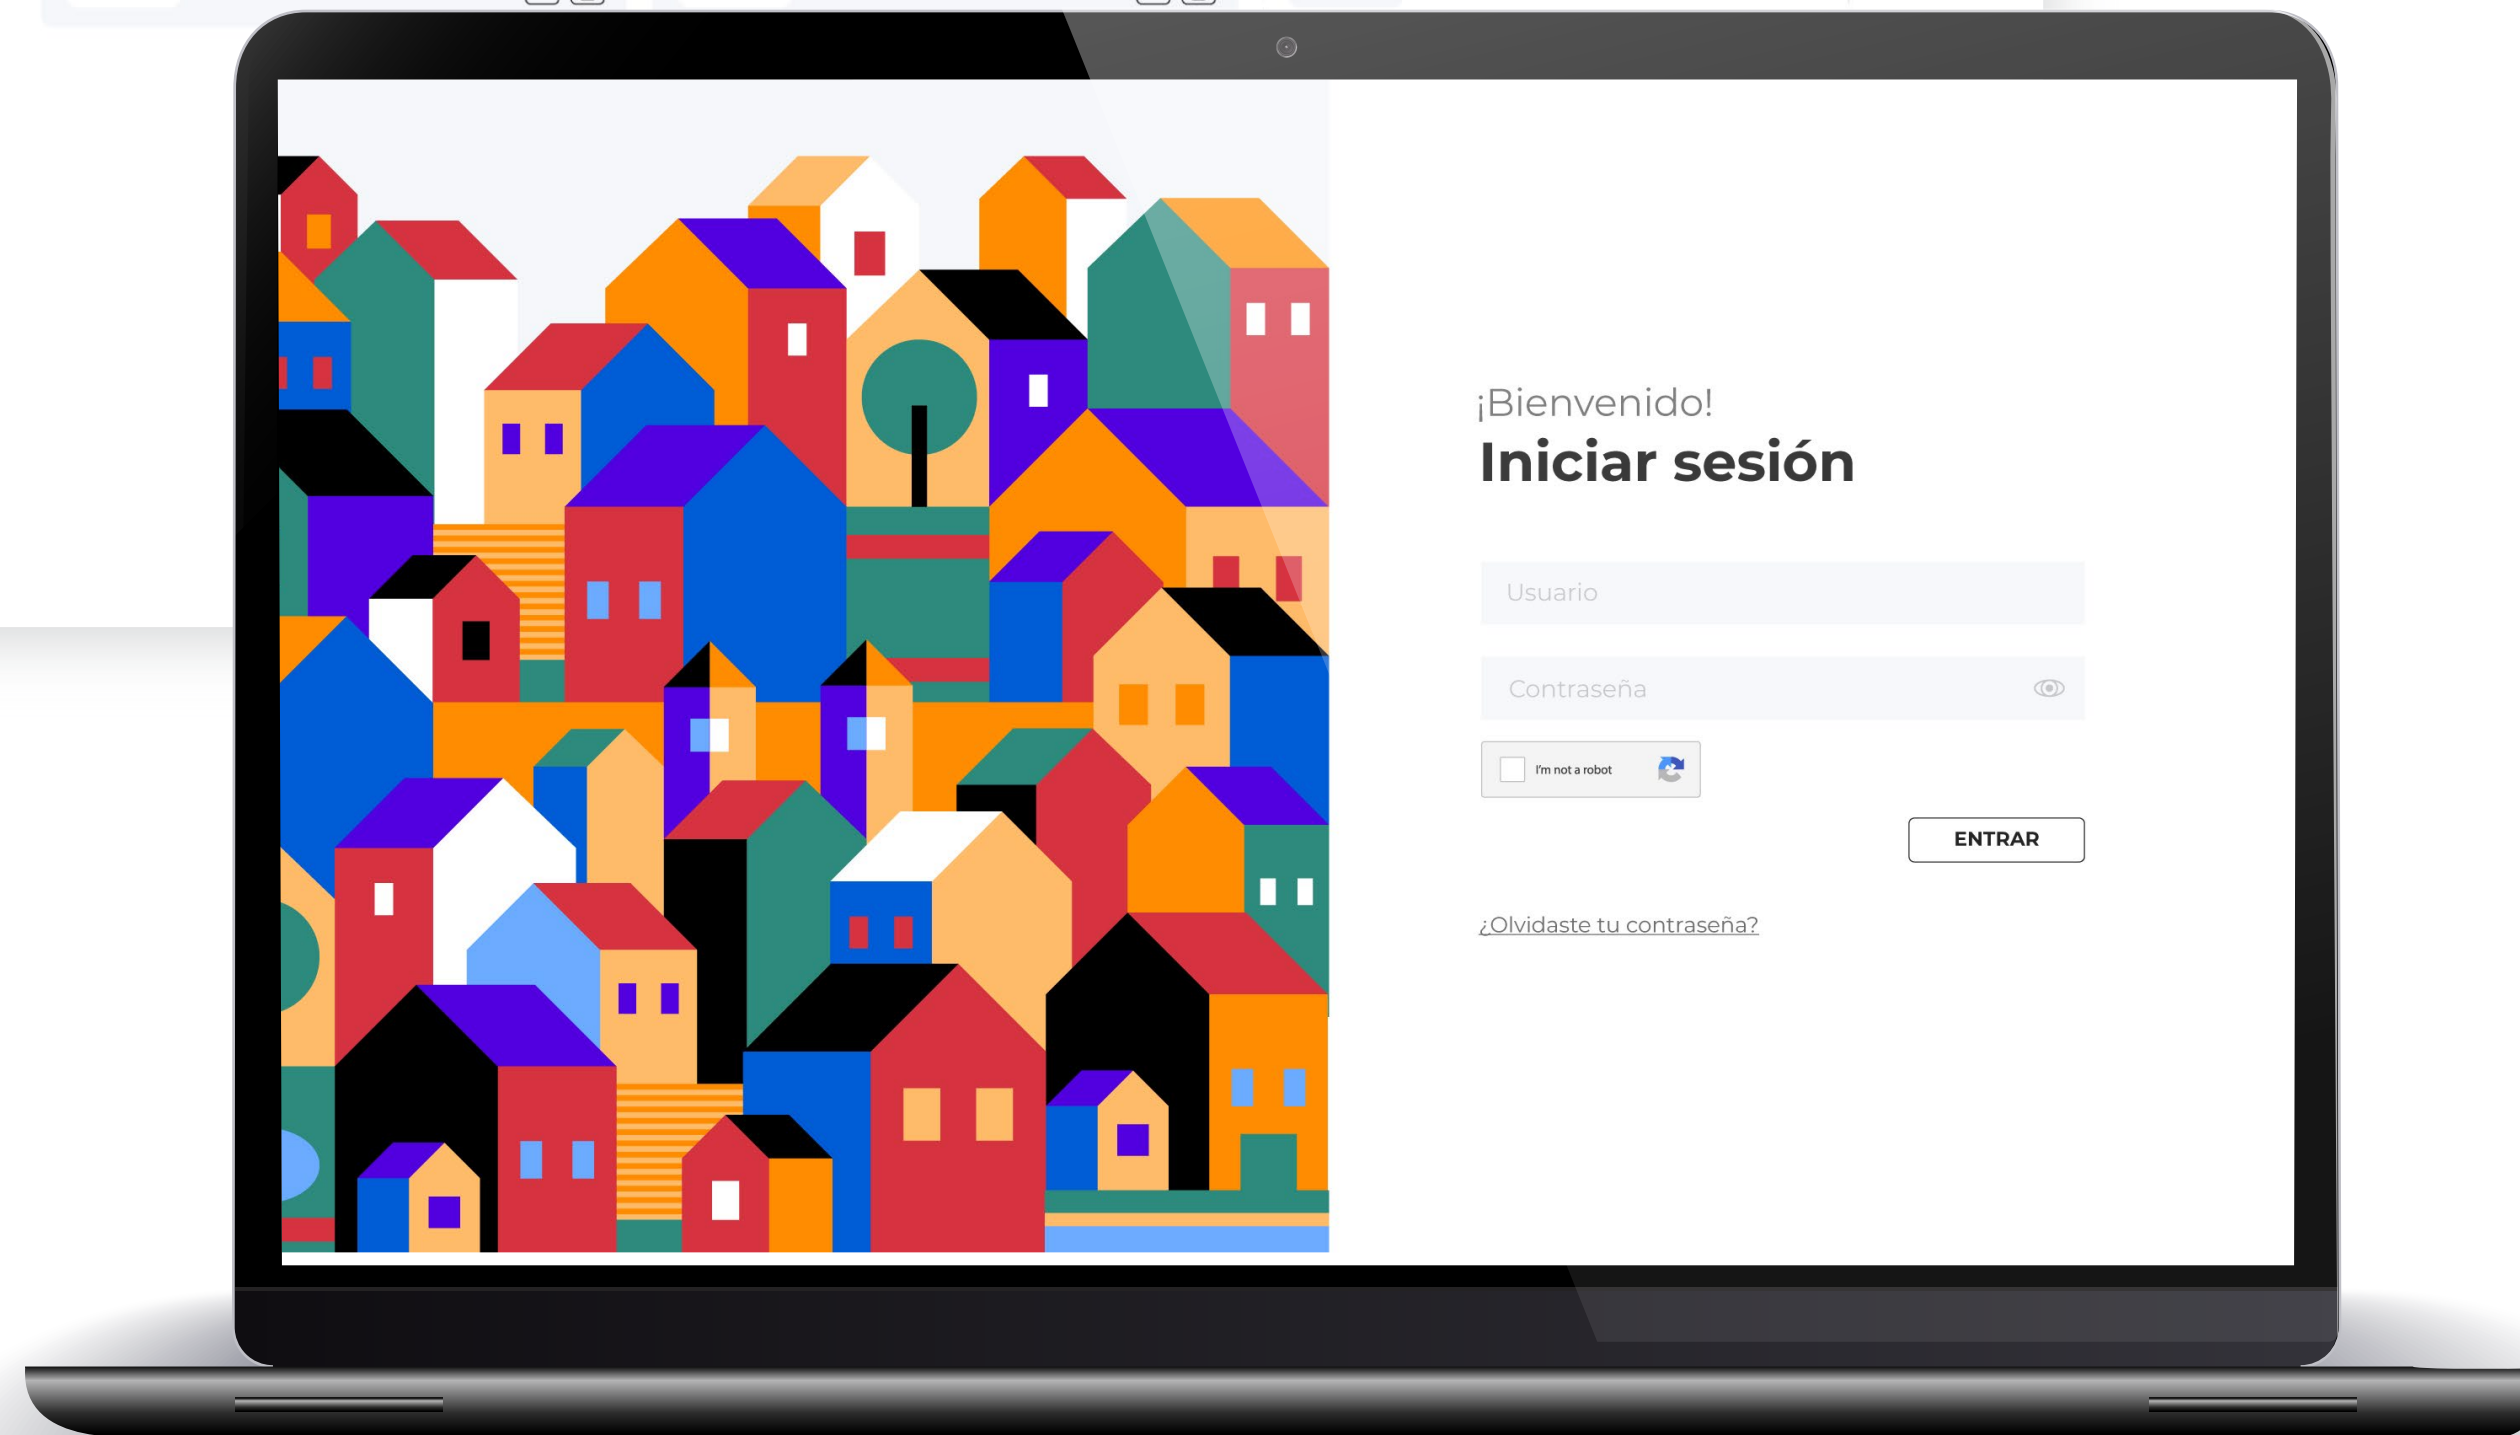 ¡Bienvenido!
Iniciar sesión
Usuario
Contraseña
I'm not a robot
ENTRAR
¿Olvidaste tu contraseña?